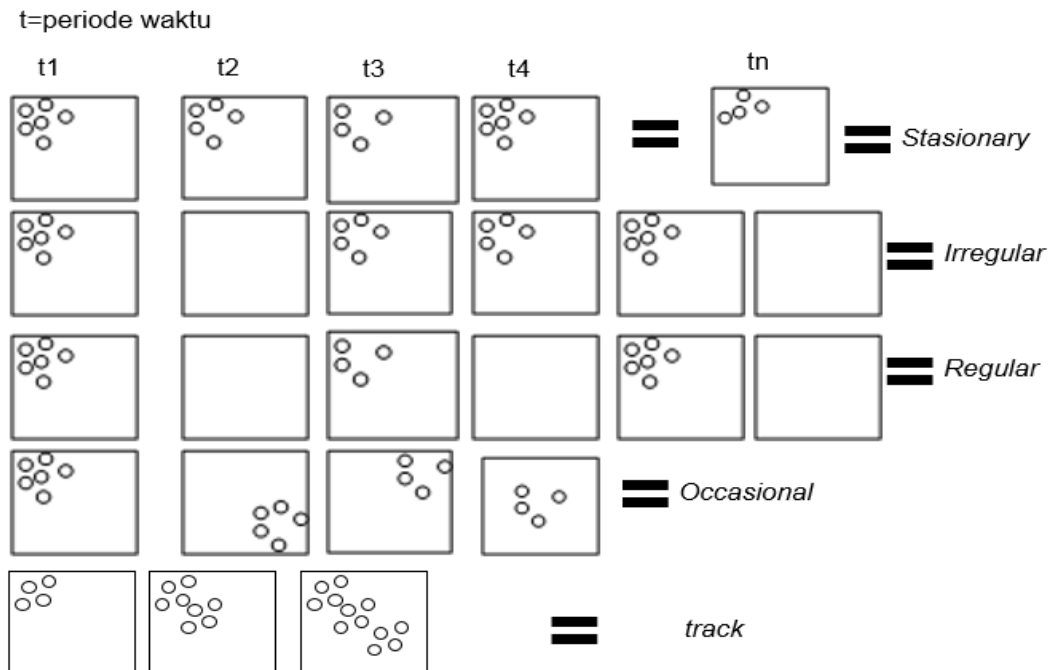 t=periode waktu
t1 t2 t3 t4 tn
Stasionary
Irregular
Regular
Occasional
track